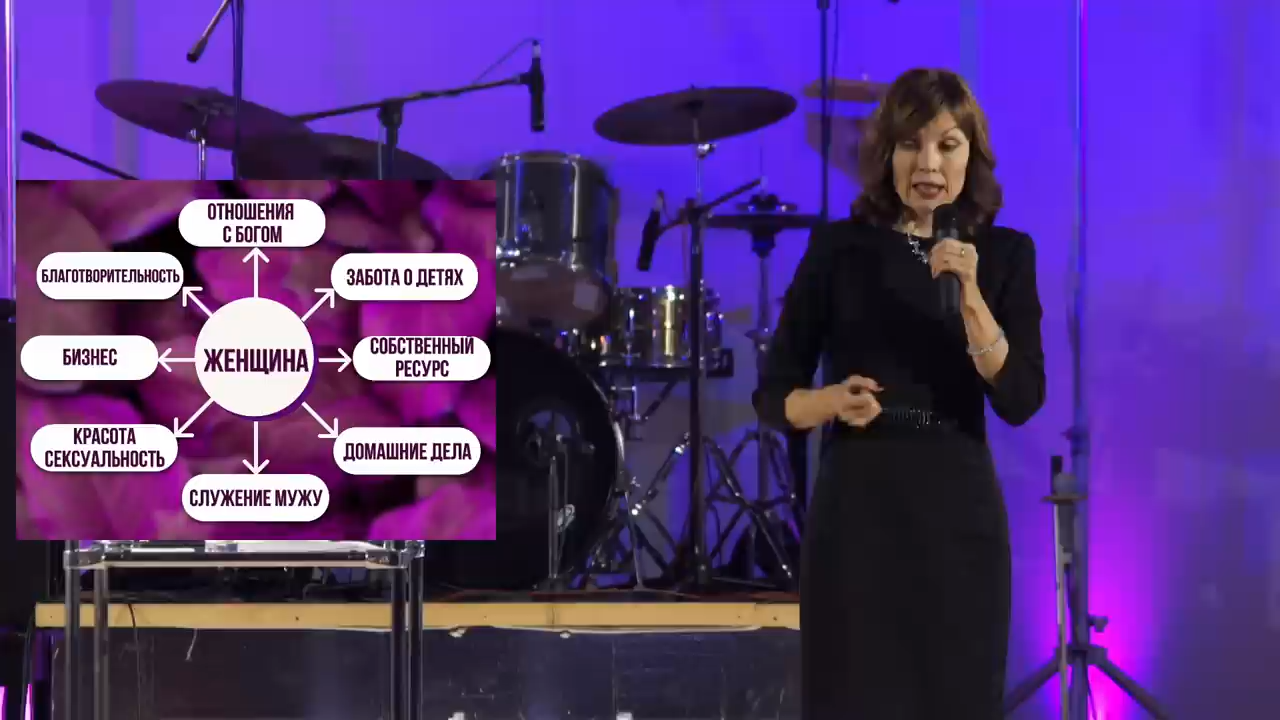 ОТНОШЕНИЯ
С БОГОМ
БЛАГОТВОРИТЕЛЬНОСТЬ
ЗАБОТА О ДЕТЯХ
БИЗНЕС
ЖЕНЩИНА
СОБСТВЕННЫЙ
РЕСУРС
КРАСОТА
СЕКСУАЛЬНОСТЬ
ДОМАШНИЕ ДЕЛА
СЛУЖЕНИЕ МУЖУ